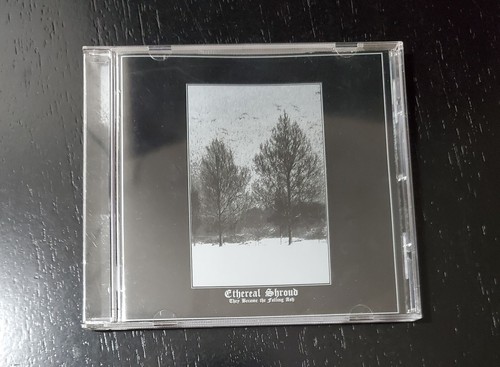 Ethereal Shroud
They Became the Falling Ash